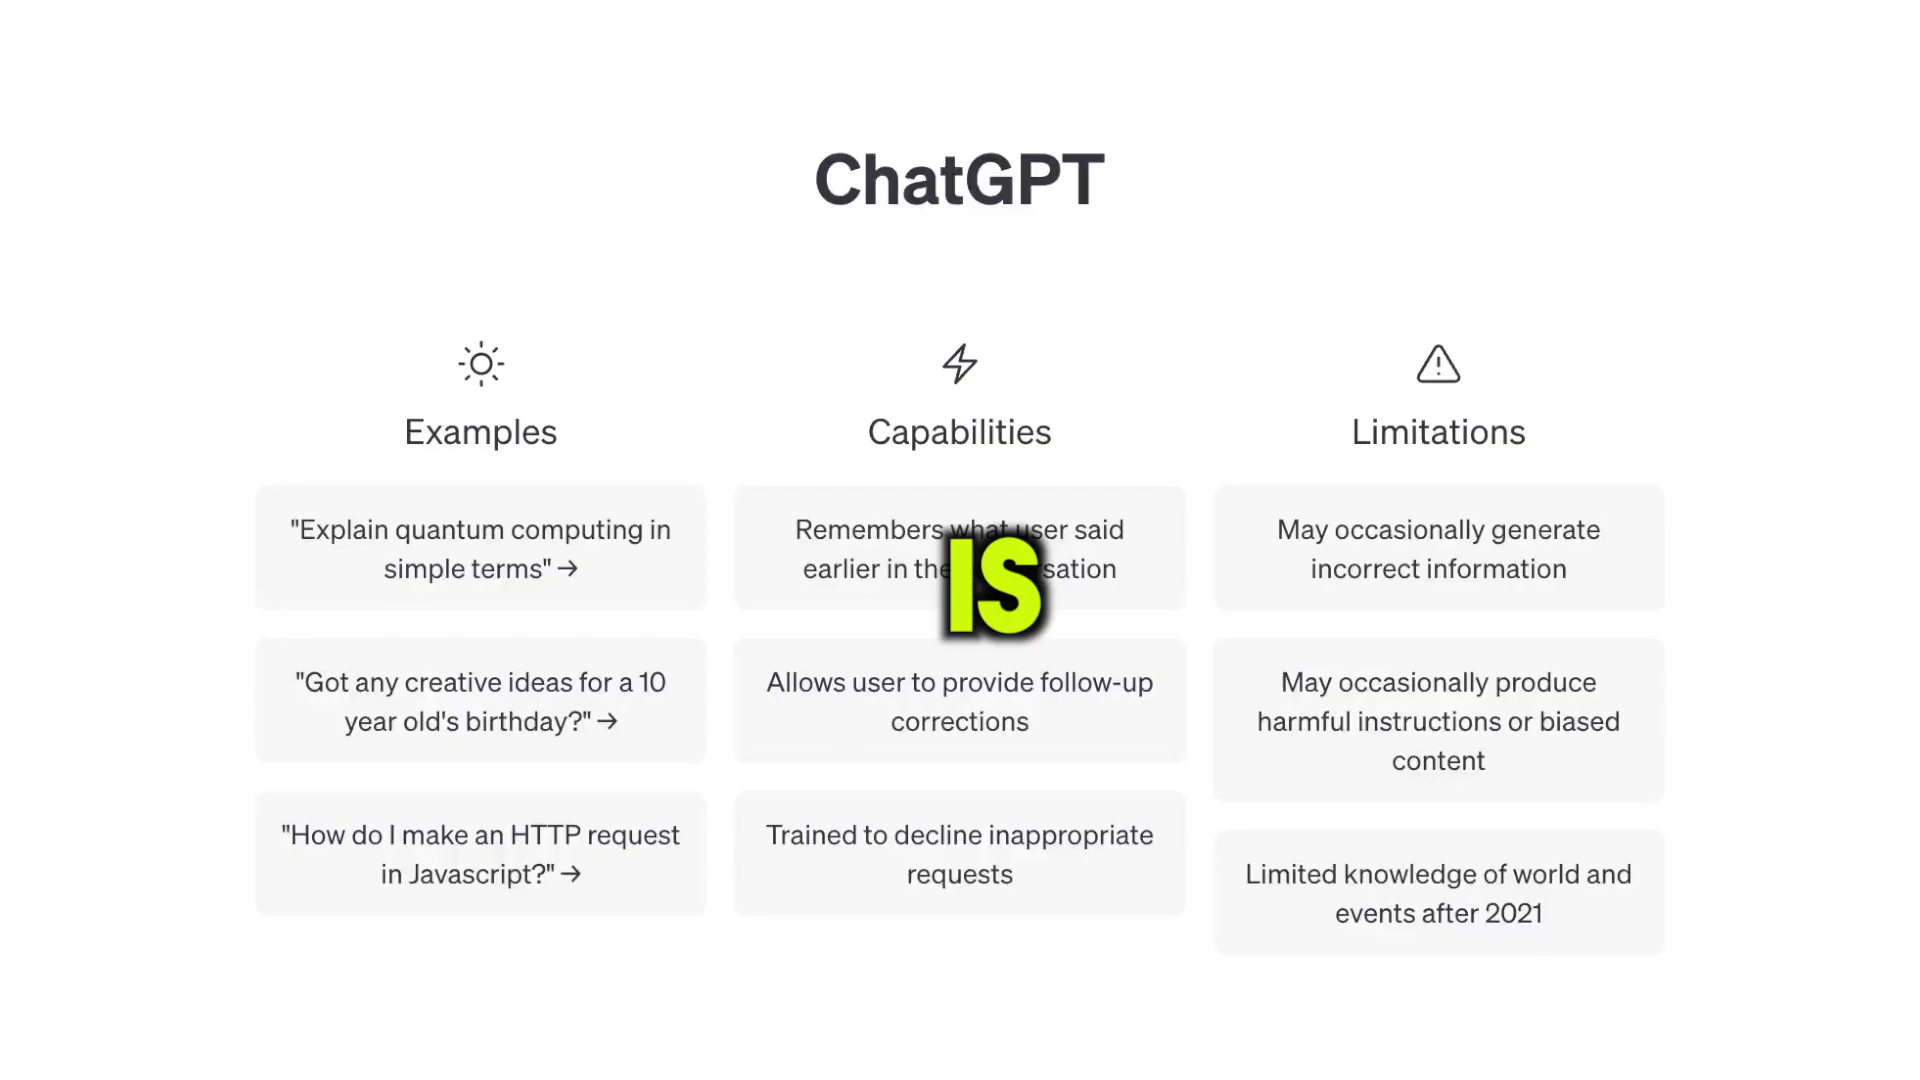 ChatGPT
Examples
"Explain quantum computing in
simple terms" →
"Got any creative ideas for a 10
year old's birthday?" →
"How do I make an HTTP request
in Javascript?" →
Capabilities
Remembers what user said
earlier in the
IS
Allows user to provide follow-up
corrections
Trained to decline inappropriate
requests
Limitations
May occasionally generate
incorrect information
May occasionally produce
harmful instructions or biased
content
Limited knowledge of world and
events after 2021